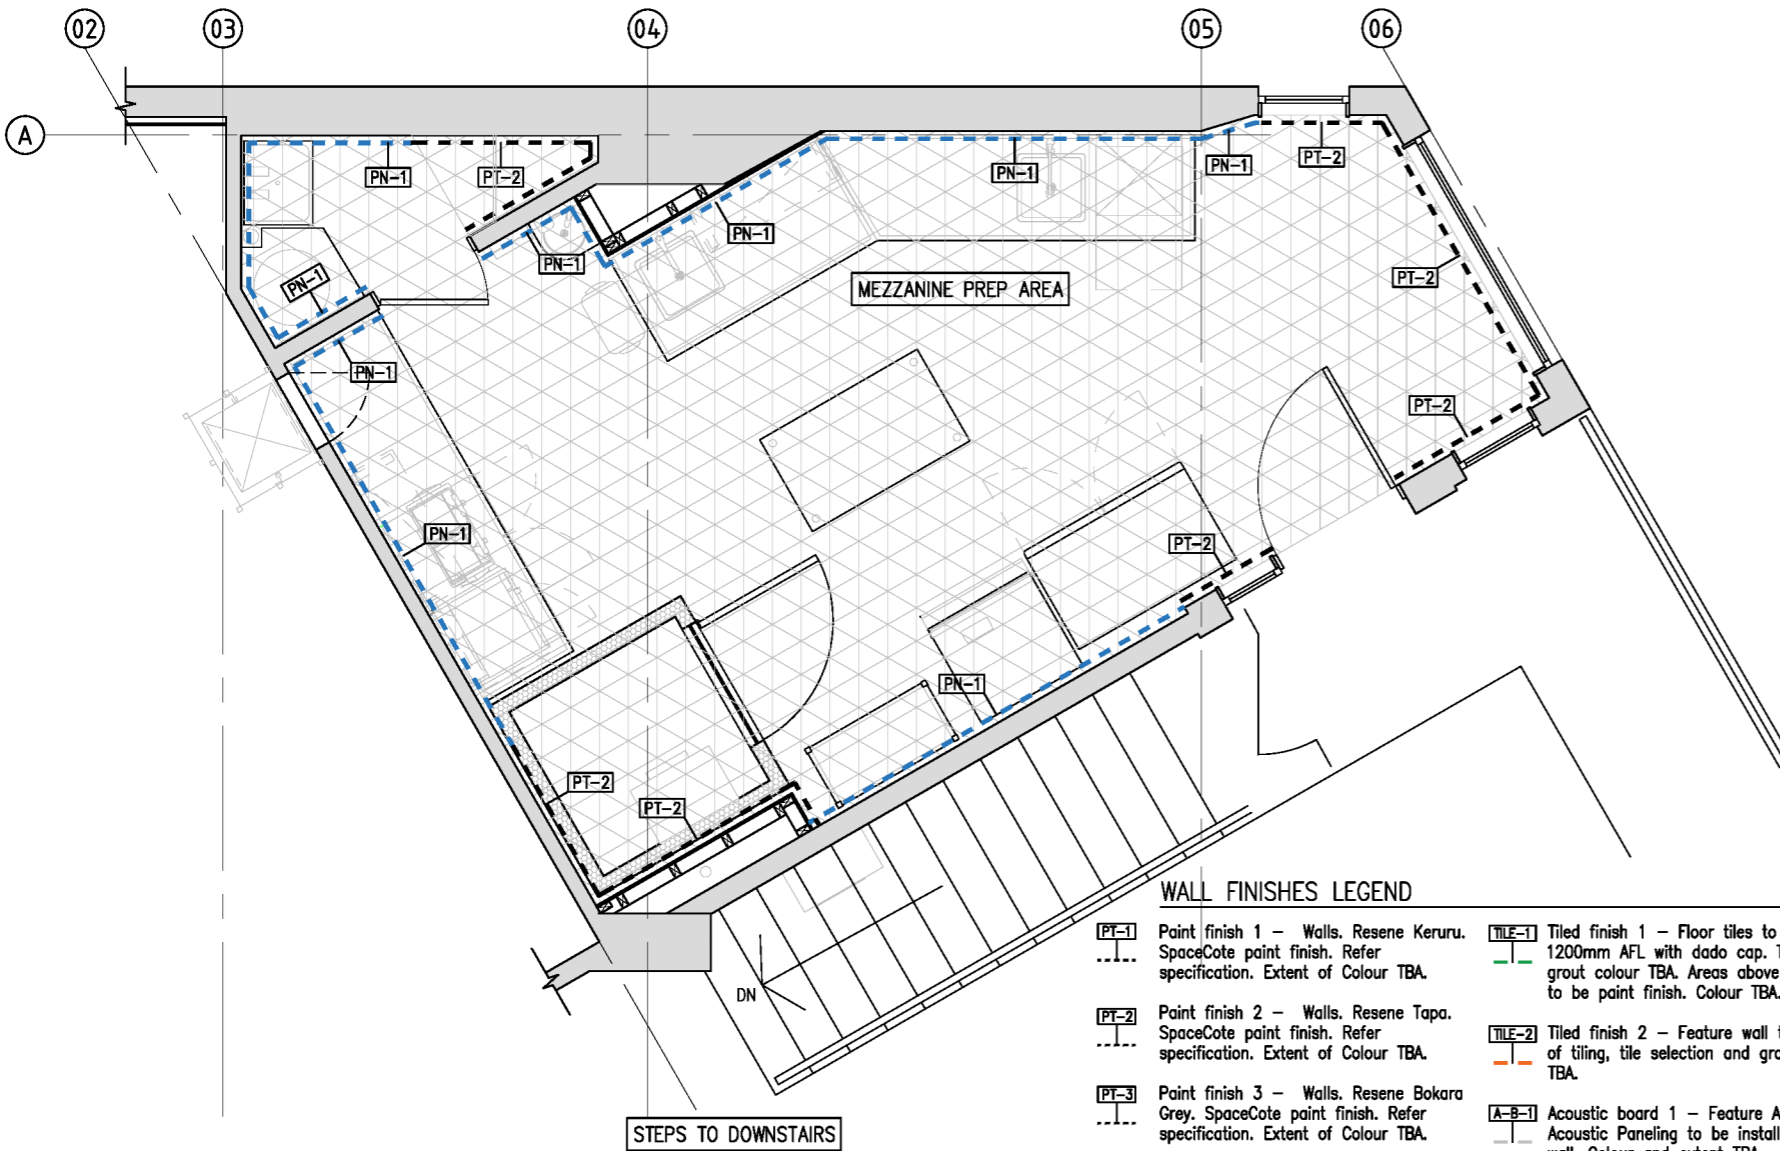 02
03
04
05
06
A
PN-1
PT-2
PN-1
PN-1
PT-2
PN-1
PN-1
MEZZANINE PREP AREA
PT-2
PN-1
PN-1
PT-2
PN-1
PT-2
PN-1
PT-2
PT-2
DN
STEPS TO DOWNSTAIRS
WALL FINISHES LEGEND
PT-1 Paint finish 1 – Walls. Resene Keruru.
SpaceCote paint finish. Refer
specification. Extent of Colour TBA.
PT-2 Paint finish 2 – Walls. Resene Tapa.
SpaceCote paint finish. Refer
specification. Extent of Colour TBA.
PT-3 Paint finish 3 – Walls. Resene Bokara
Grey. SpaceCote paint finish. Refer
specification. Extent of Colour TBA.
TILE-1 Tiled finish 1 – Floor tiles to
1200mm AFL with dado cap.
grout colour TBA. Areas above
to be paint finish. Colour TBA.
TILE-2 Tiled finish 2 – Feature wall
of tiling, tile selection and
TBA.
A-B-1 Acoustic board 1 – Feature
Acoustic Paneling to be
wall. Colour and extent TBA.